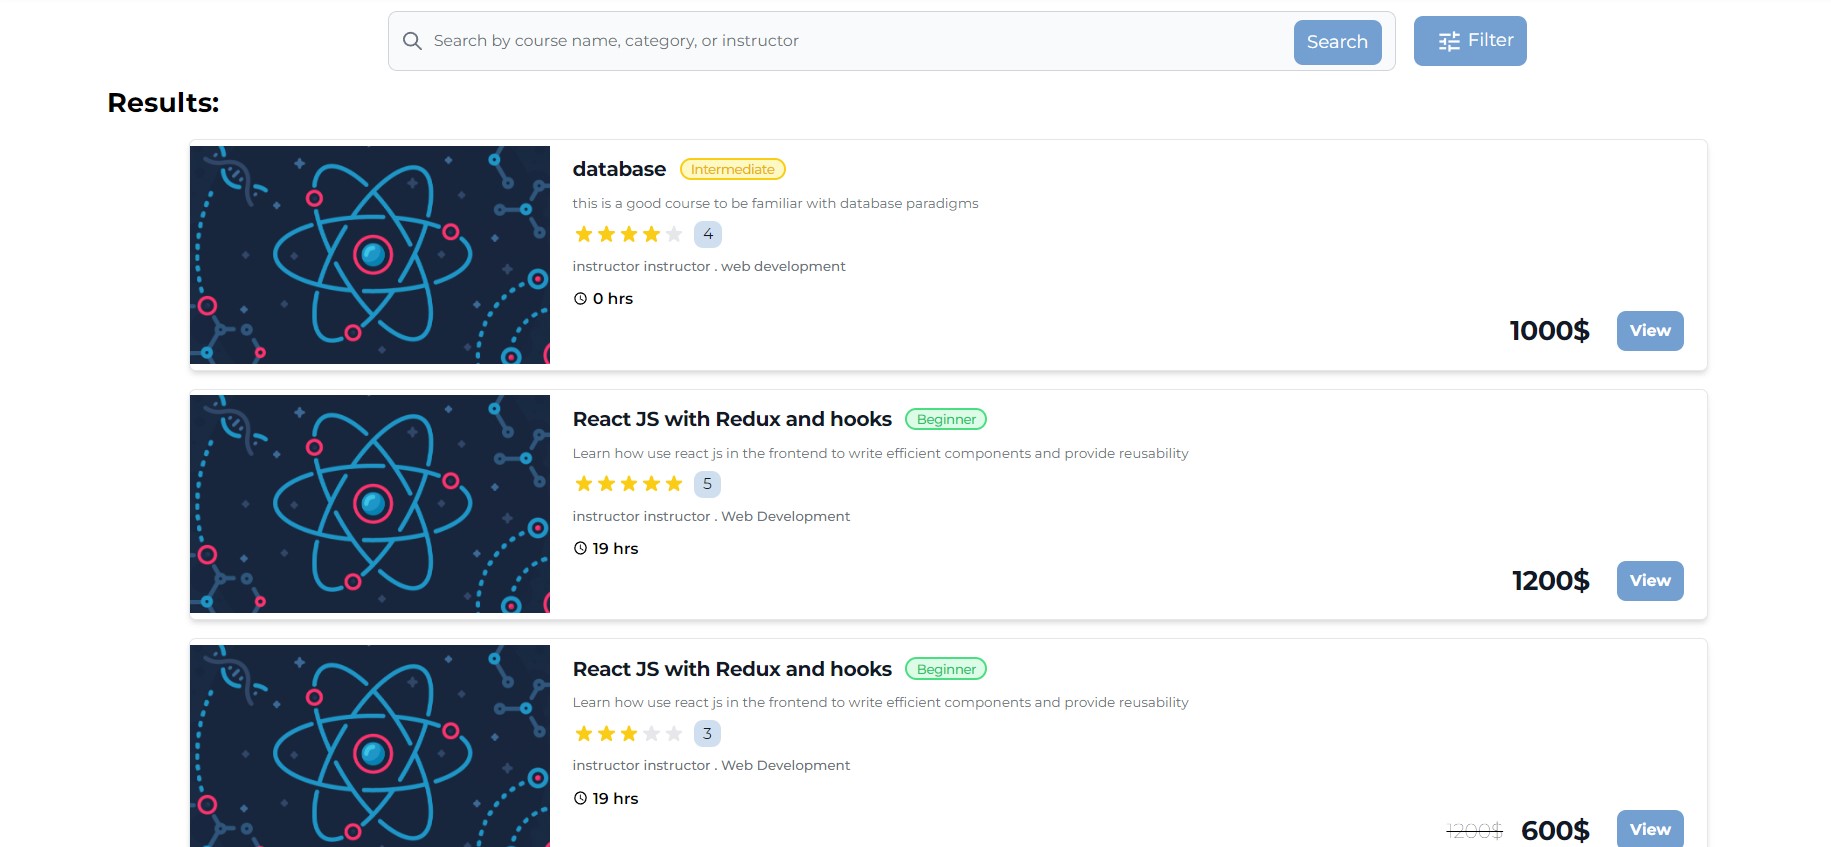 Search by course name, category, or instructor
Search
Filter
Results:
database Intermediate
this is a good course to be familiar with database paradigms
4
instructor instructor . web development
0 hrs
1000$ View
React JS with Redux and hooks Beginner
Learn how use react js in the frontend to write efficient components and provide reusability
5
instructor instructor . Web Development
19 hrs
1200$ View
React JS with Redux and hooks Beginner
Learn how use react js in the frontend to write efficient components and provide reusability
3
instructor instructor . Web Development
19 hrs
1200$ 600$ View